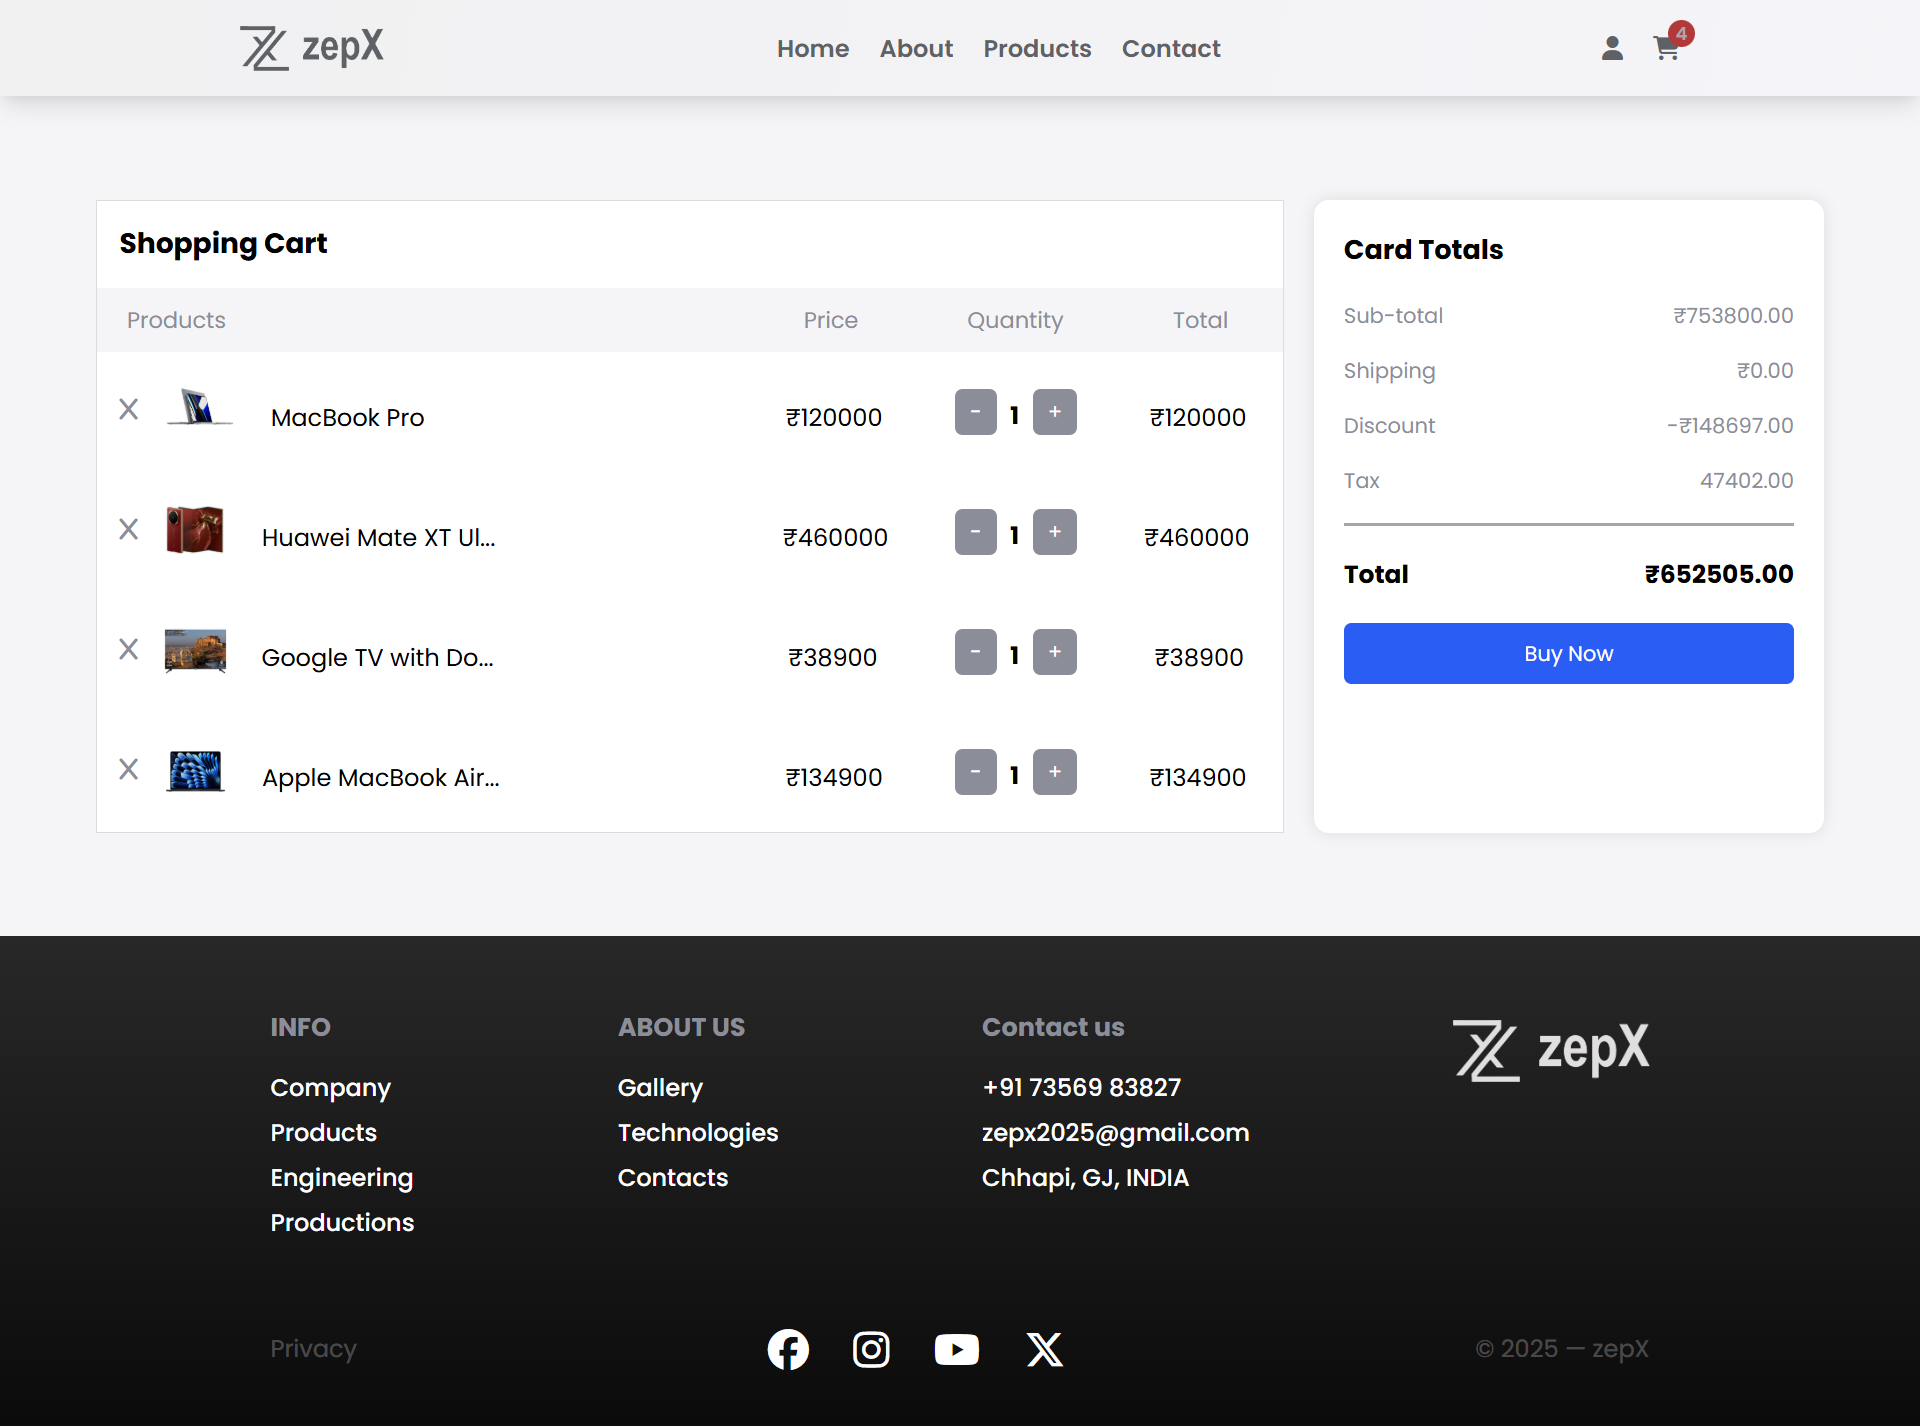 zepX
Home About Products Contact
4
Shopping Cart
Products Price Quantity Total
MacBook Pro ₹120000 - 1 + ₹120000
Huawei Mate XT Ul... ₹460000 - 1 + ₹460000
Google TV with Do... ₹38900 - 1 + ₹38900
Apple MacBook Air... ₹134900 - 1 + ₹134900
Card Totals
Sub-total ₹753800.00
Shipping ₹0.00
Discount -₹148697.00
Tax 47402.00
Total ₹652505.00
Buy Now
INFO
Company
Products
Engineering
Productions
ABOUT US
Gallery
Technologies
Contacts
Contact us
+91 73569 83827
zepx2025@gmail.com
Chhapi, GJ, INDIA
zepX
Privacy
© 2025 — zepX